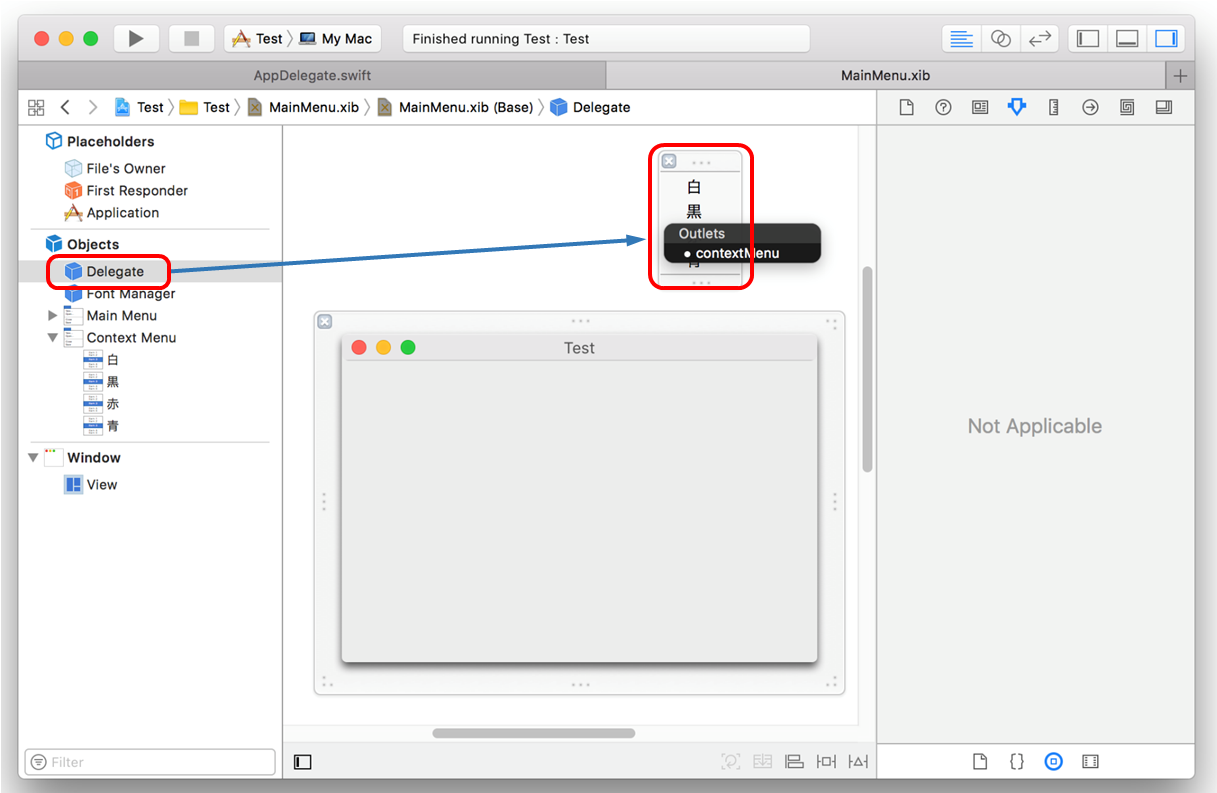 Test My Mac
Finished running Test : Test
AppDelegate.swift
MainMenu.xib
Test Test MainMenu.xib MainMenu.xib (Base) Delegate
Placeholders
File's Owner
First Responder
Application
Objects
Delegate
Font Manager
Main Menu
Context Menu
白
黒
赤
青
Window
View
Filter
白
黒
Outlets
contextMenu
青
Test
Not Applicable